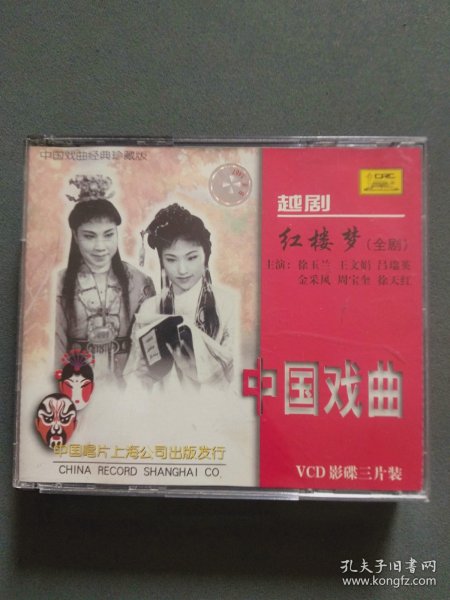 中国戏曲经典珍藏版
CRC
越剧
红楼梦（全剧）
主演：徐玉兰 王文娟 吕瑞英
金采风 周宝奎 徐天红
中国戏曲
中国唱片上海公司出版发行
CHINA RECORD SHANGHAI CO
VCD 影碟三片装
孔夫子旧书网
www.kongfz.com